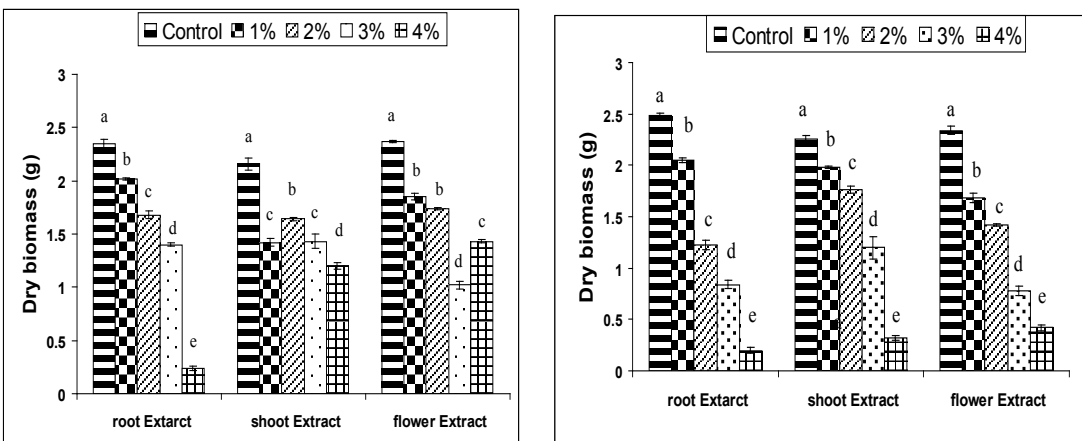 Control 1% 2% 3% 4%
Dry biomass (g)
3
2.5
2
1.5
1
0.5
0
a b c d e
a c b c d
a b b d c
root Extarct shoot Extract flower Extract
Control 1% 2% 3% 4%
Dry biomass (g)
3
2.5
2
1.5
1
0.5
0
a b c d e
a b c d e
a b c d e
root Extarct shoot Extract flower Extract